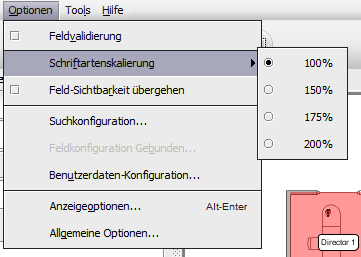 Optionen Tools Hilfe
Feldvalidierung
Schriftartenskalierung
100%
Feld-Sichtbarkeit übergehen
150%
175%
Suchkonfiguration...
200%
Feldkonfiguration Gebunden...
Benutzerdaten-Konfiguration...
Anzeigeoptionen... Alt-Enter
Allgemeine Optionen...
Director 1